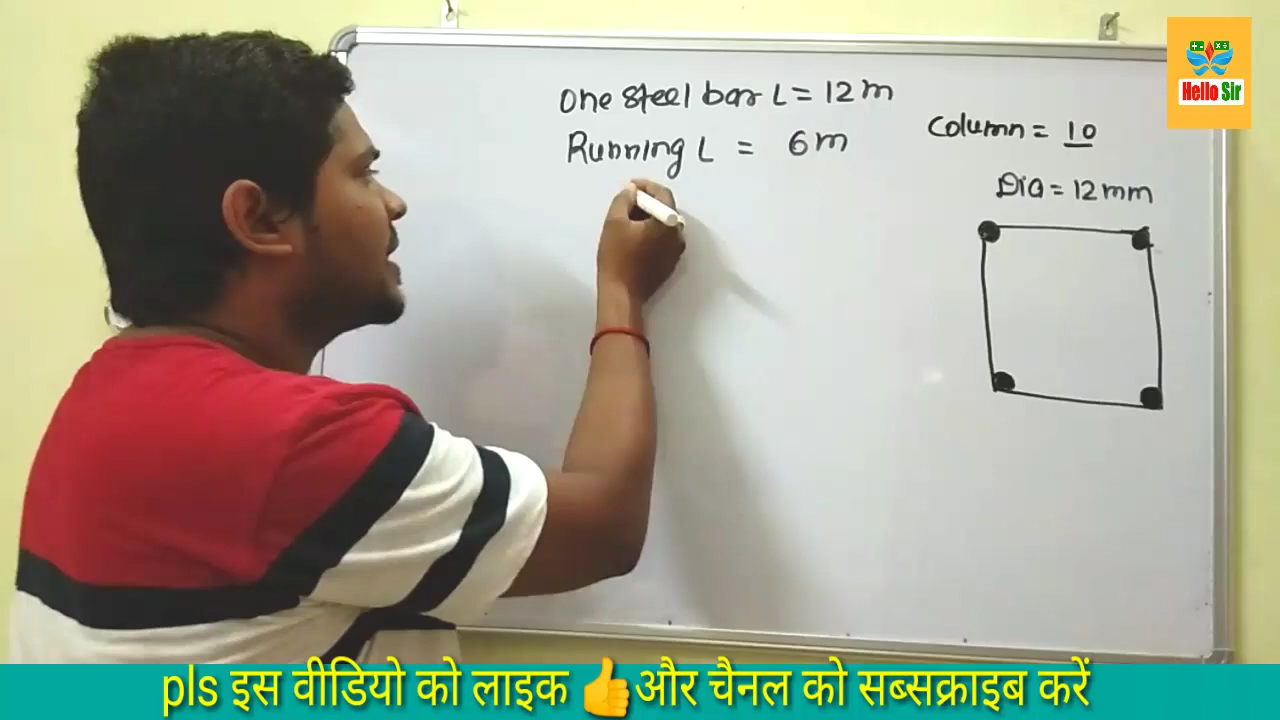 One steel bar L = 12 m
Running L = 6 m
Column = 10
Dia = 12 mm
Hello Sir
pls इस वीडियो को लाइक 👍और चैनल को सब्सक्राइब करें